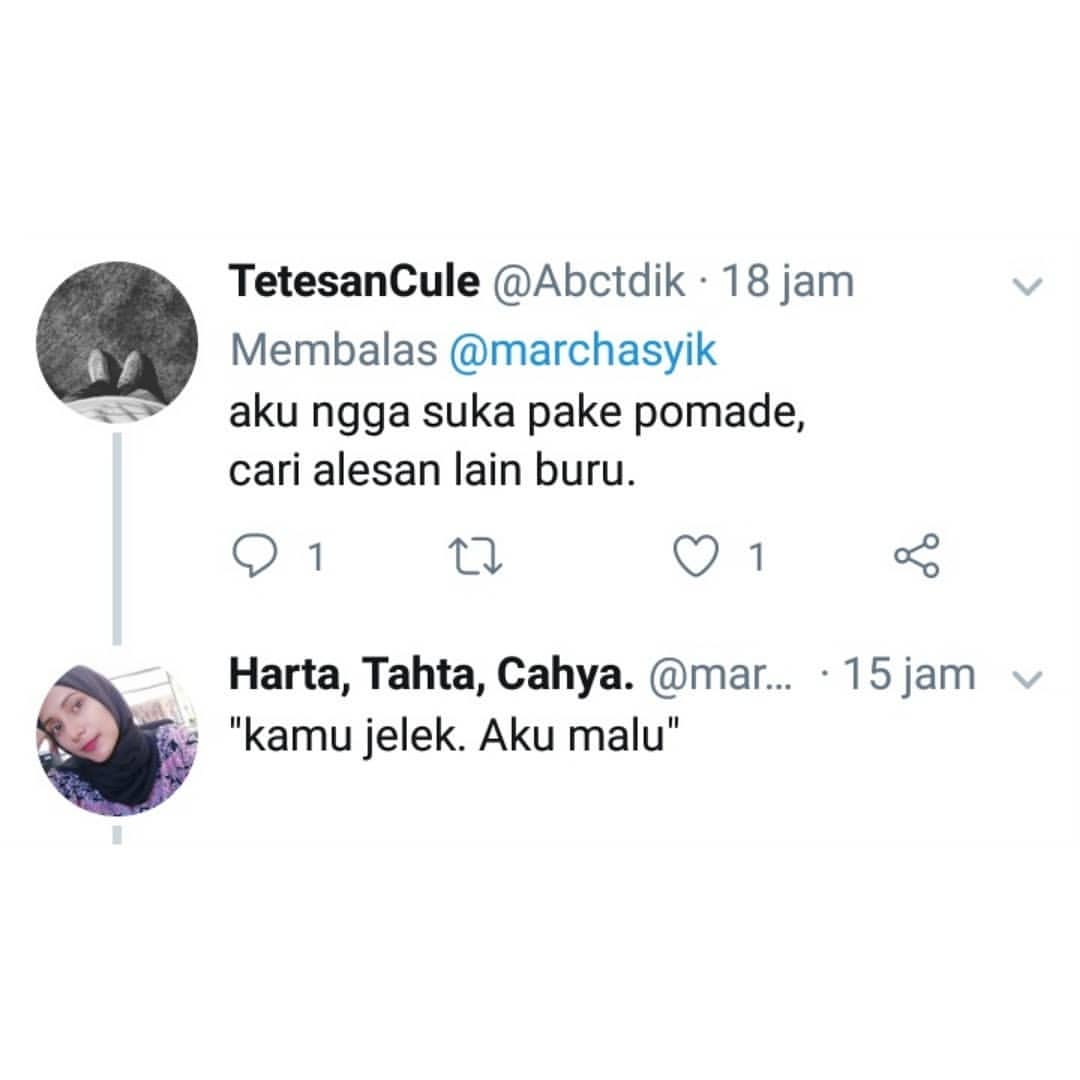 TetesanCule @Abctdik · 18 jam
Membalas @marchasyik
aku ngga suka pake pomade,
cari alesan lain buru.
1 1
Harta, Tahta, Cahya. @mar... · 15 jam
"kamu jelek. Aku malu"